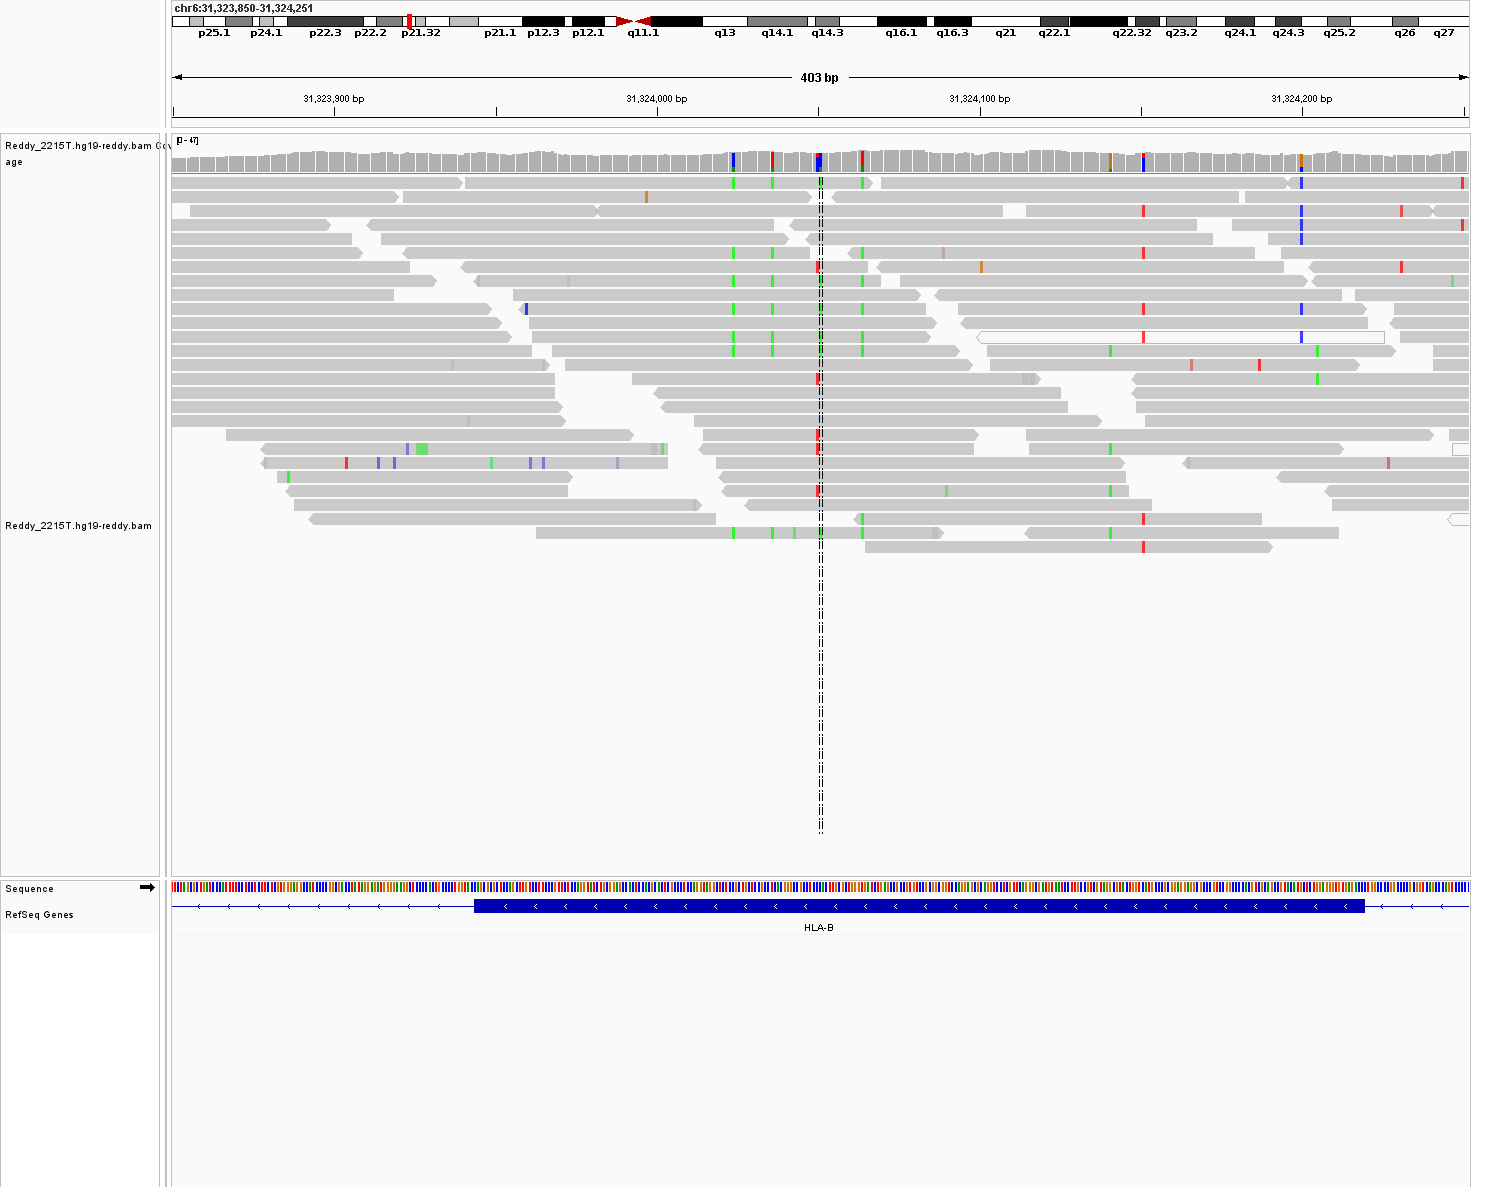 chr6:31,323,850-31,324,251
p25.1 p24.1 p22.3 p22.2 p21.32 p21.1 p12.3 p12.1 q11.1 q13 q14.1 q14.3 q16.1 q16.3 q21 q22.1 q22.32 q23.2 q24.1 q24.3 q25.2 q26 q27
403 bp
31,323,900 bp 31,324,000 bp 31,324,100 bp 31,324,200 bp
[0 - 47]
Reddy_2215T.hg19-reddy.bam Cov
age
Reddy_2215T.hg19-reddy.bam
Sequence
RefSeq Genes
HLA-B